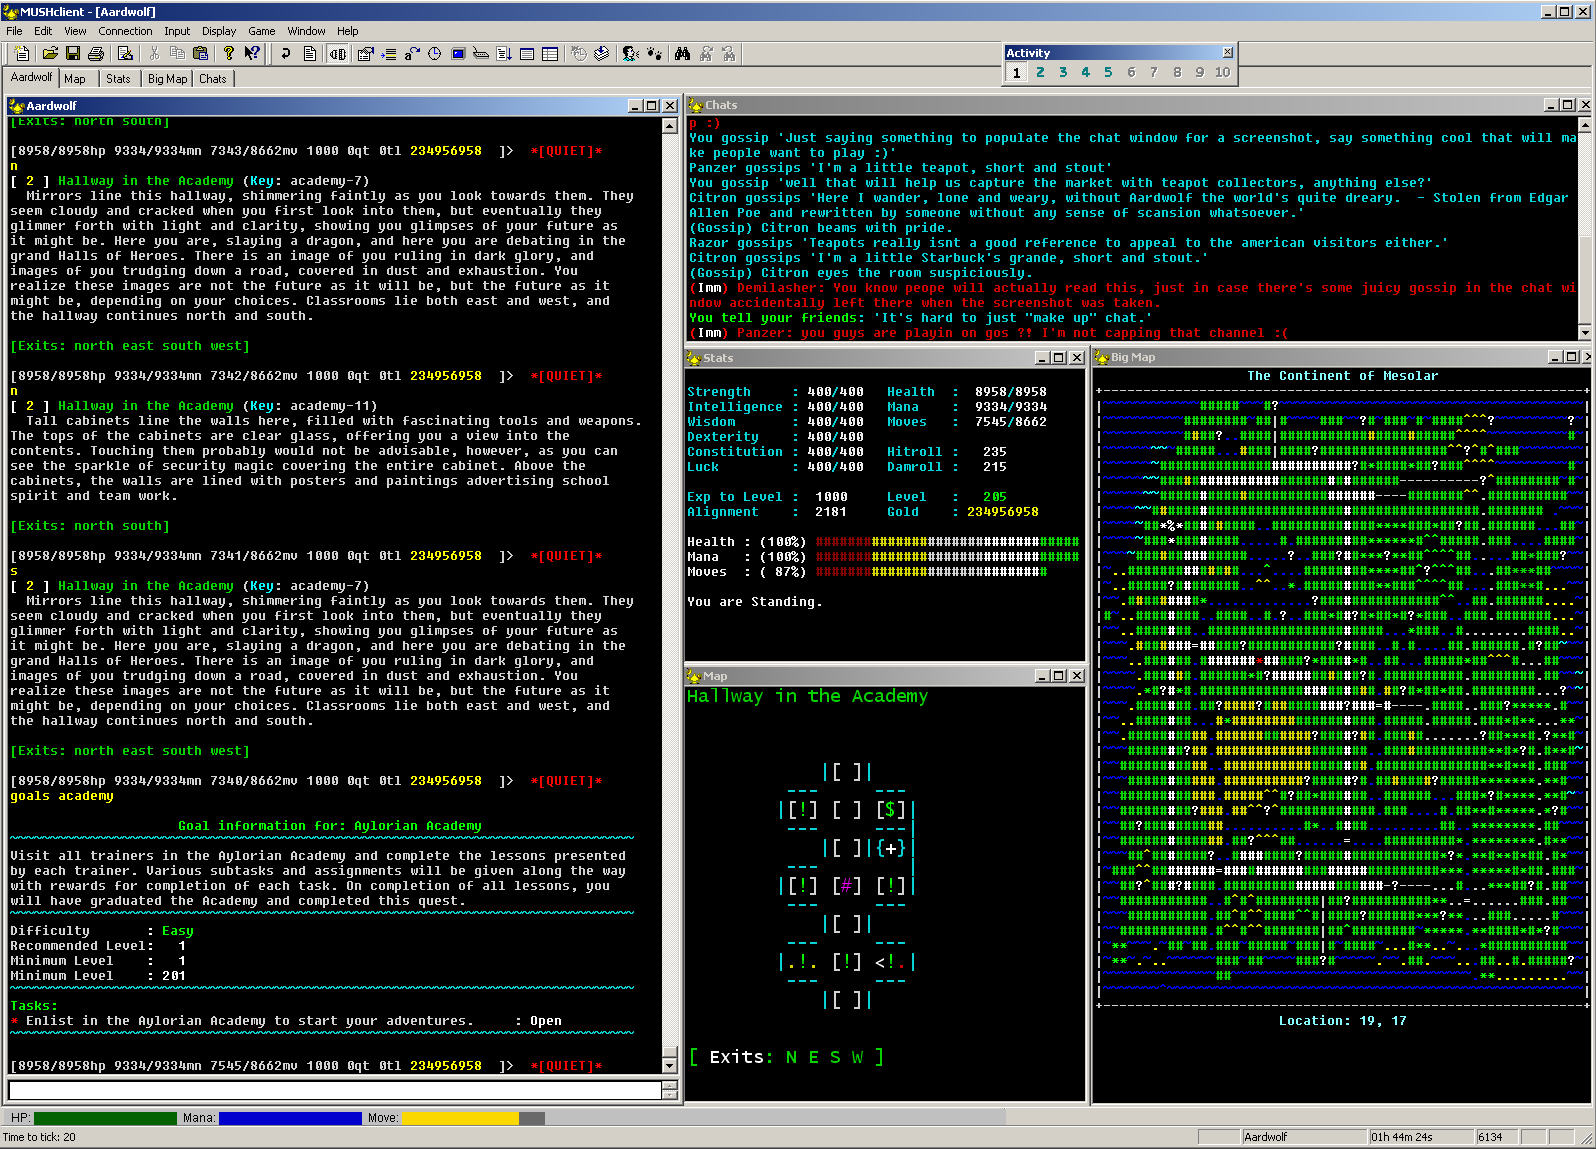 MUSHclient - [Aardwolf]
File Edit View Connection Input Display Game Window Help
Activity
1 2 3 4 5 6 7 8 9 10
Aardwolf Map Stats Big Map Chats
Aardwolf
[Exits: north south]
[8958/8958hp 9334/9334mn 7343/8662mv 1000 0qt 0tl 234956958 ]> *[QUIET]*
n
[ 2 ] Hallway in the Academy (Key: academy-7)
Mirrors line this hallway, shimmering faintly as you look towards them. They
seem cloudy and cracked when you first look into them, but eventually they
glimmer forth with light and clarity, showing you glimpses of your future as
it might be. Here you are, slaying a dragon, and here you are debating in the
grand Halls of Heroes. There is an image of you ruling in dark glory, and
images of you trudging down a road, covered in dust and exhaustion. You
realize these images are not the future as it will be, but the future as it
might be, depending on your choices. Classrooms lie both east and west, and
the hallway continues north and south.
[Exits: north east south west]
[8958/8958hp 9334/9334mn 7342/8662mv 1000 0qt 0tl 234956958 ]> *[QUIET]*
n
[ 2 ] Hallway in the Academy (Key: academy-11)
Tall cabinets line the walls here, filled with fascinating tools and weapons.
The tops of the cabinets are clear glass, offering you a view into the
contents. Touching them probably would not be advisable, however, as you can
see the sparkle of security magic covering the entire cabinet. Above the
cabinets, the walls are lined with posters and paintings advertising school
spirit and team work.
[Exits: north south]
[8958/8958hp 9334/9334mn 7341/8662mv 1000 0qt 0tl 234956958 ]> *[QUIET]*
s
[ 2 ] Hallway in the Academy (Key: academy-7)
Mirrors line this hallway, shimmering faintly as you look towards them. They
seem cloudy and cracked when you first look into them, but eventually they
glimmer forth with light and clarity, showing you glimpses of your future as
it might be. Here you are, slaying a dragon, and here you are debating in the
grand Halls of Heroes. There is an image of you ruling in dark glory, and
images of you trudging down a road, covered in dust and exhaustion. You
realize these images are not the future as it will be, but the future as it
might be, depending on your choices. Classrooms lie both east and west, and
the hallway continues north and south.
[Exits: north east south west]
[8958/8958hp 9334/9334mn 7340/8662mv 1000 0qt 0tl 234956958 ]> *[QUIET]*
goals academy
Goal information for: Aylorian Academy
Visit all trainers in the Aylorian Academy and complete the lessons presented
by each trainer. Various subtasks and assignments will be given along the way
with rewards for completion of each task. On completion of all lessons, you
will have graduated the Academy and completed this quest.
Difficulty : Easy
Recommended Level: 1
Minimum Level : 1
Minimum Level : 201
Tasks:
* Enlist in the Aylorian Academy to start your adventures. : Open
[8958/8958hp 9334/9334mn 7545/8662mv 1000 0qt 0tl 234956958 ]> *[QUIET]*
Chats
p :)
You gossip 'Just saying something to populate the chat window for a screenshot, say something cool that will ma
ke people want to play :)'
Panzer gossips 'I'm a little teapot, short and stout'
You gossip 'well that will help us capture the market with teapot collectors, anything else?'
Citron gossips 'Here I wander, lone and weary, without Aardwolf the world's quite dreary. - Stolen from Edgar
Allen Poe and rewritten by someone without any sense of scansion whatsoever.'
(Gossip) Citron beams with pride.
Razor gossips 'Teapots really isnt a good reference to appeal to the american visitors either.'
Citron gossips 'I'm a little Starbuck's grande, short and stout.'
(Gossip) Citron eyes the room suspiciously.
(Imm) Demilasher: You know peope will actually read this, just in case there's some juicy gossip in the chat wi
ndow accidentally left there when the screenshot was taken.
You tell your friends: 'It's hard to just "make up" chat.'
(Imm) Panzer: you guys are playin on gos ?! I'm not capping that channel :(
Stats
Strength : 400/400 Health : 8958/8958
Intelligence : 400/400 Mana : 9334/9334
Wisdom : 400/400 Moves : 7545/8662
Dexterity : 400/400
Constitution : 400/400 Hitroll : 235
Luck : 400/400 Damroll : 215
Exp to Level : 1000 Level : 205
Alignment : 2181 Gold : 234956958
Health : (100%)
Mana : (100%)
Moves : ( 87%)
You are Standing.
Map
Hallway in the Academy
[ Exits: N E S W ]
Big Map
The Continent of Mesolar
Location: 19, 17
HP: Mana: Move:
Time to tick: 20
Aardwolf 01h 44m 24s 6134